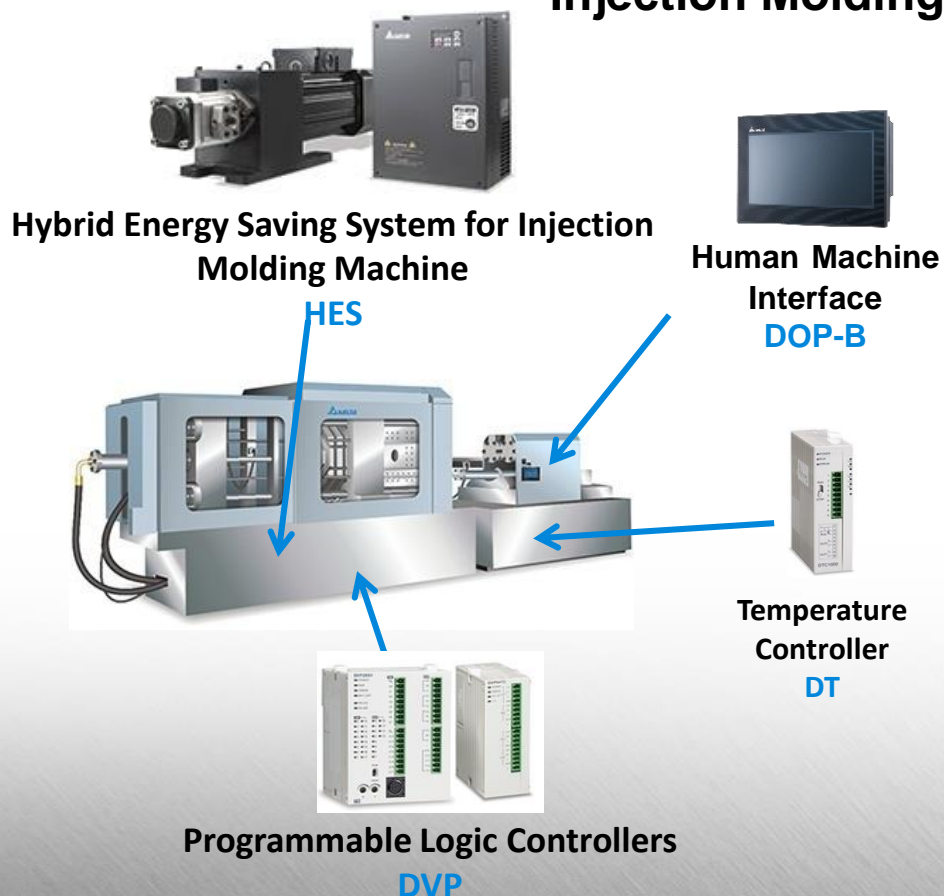 Injection Molding
Hybrid Energy Saving System for Injection
Molding Machine
HES
Human Machine
Interface
DOP-B
Temperature
Controller
DT
Programmable Logic Controllers
DVP